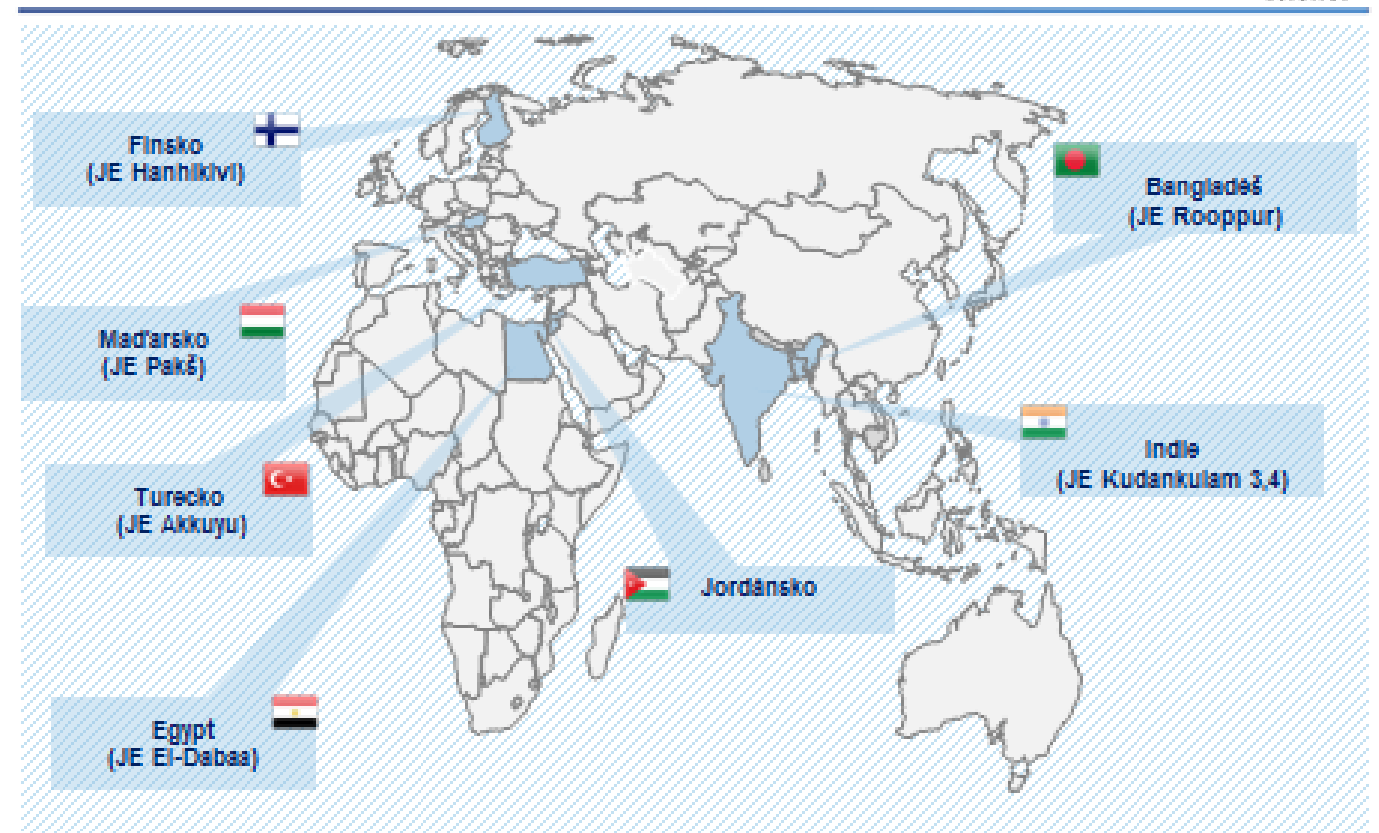 Finsko
(JE Hanhikivi)
Bangladéš
(JE Rooppur)
Maďarsko
(JE Pakš)
Indie
(JE Kudankulam 3,4)
Turecko
(JE Akkuyu)
Jordánsko
Egypt
(JE El-Dabaa)